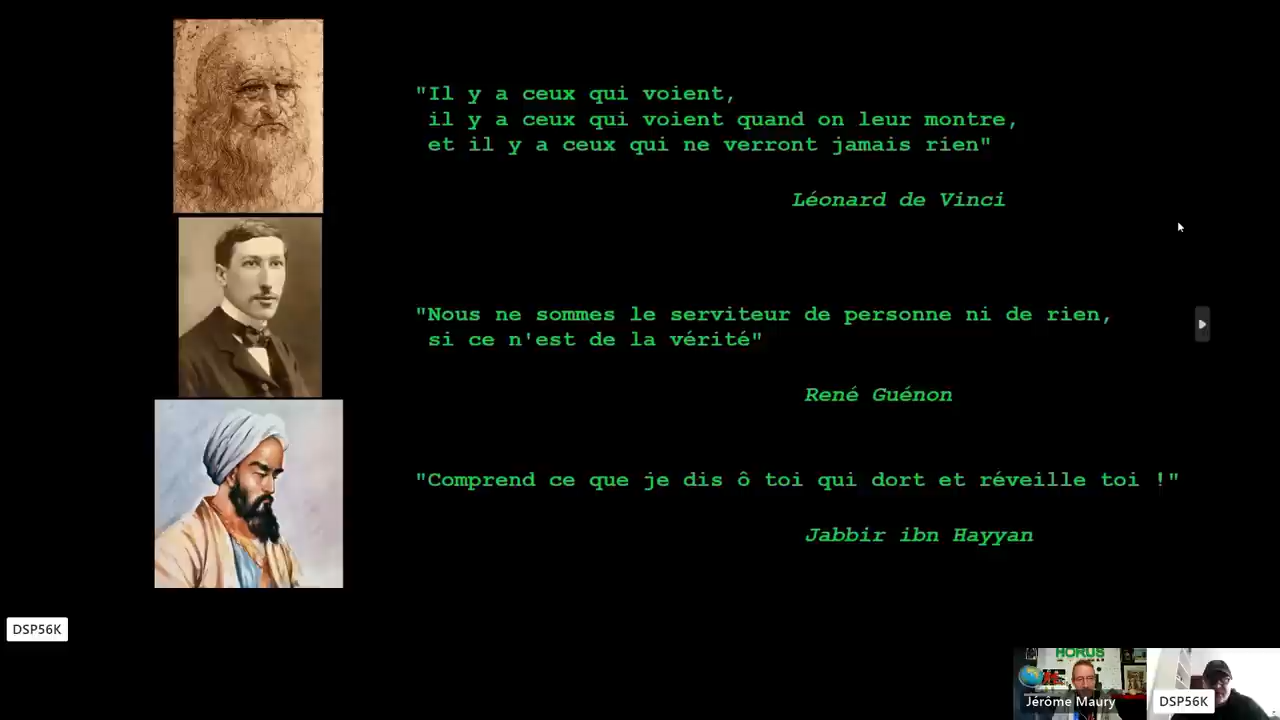 "Il y a ceux qui voient,
il y a ceux qui voient quand on leur montre,
et il y a ceux qui ne verront jamais rien"
Léonard de Vinci
"Nous ne sommes le serviteur de personne ni de rien,
si ce n'est de la vérité"
René Guénon
"Comprend ce que je dis ô toi qui dort et réveille toi !"
Jabbir ibn Hayyan
DSP56K
HORUS
Jérôme Maury
DSP56K